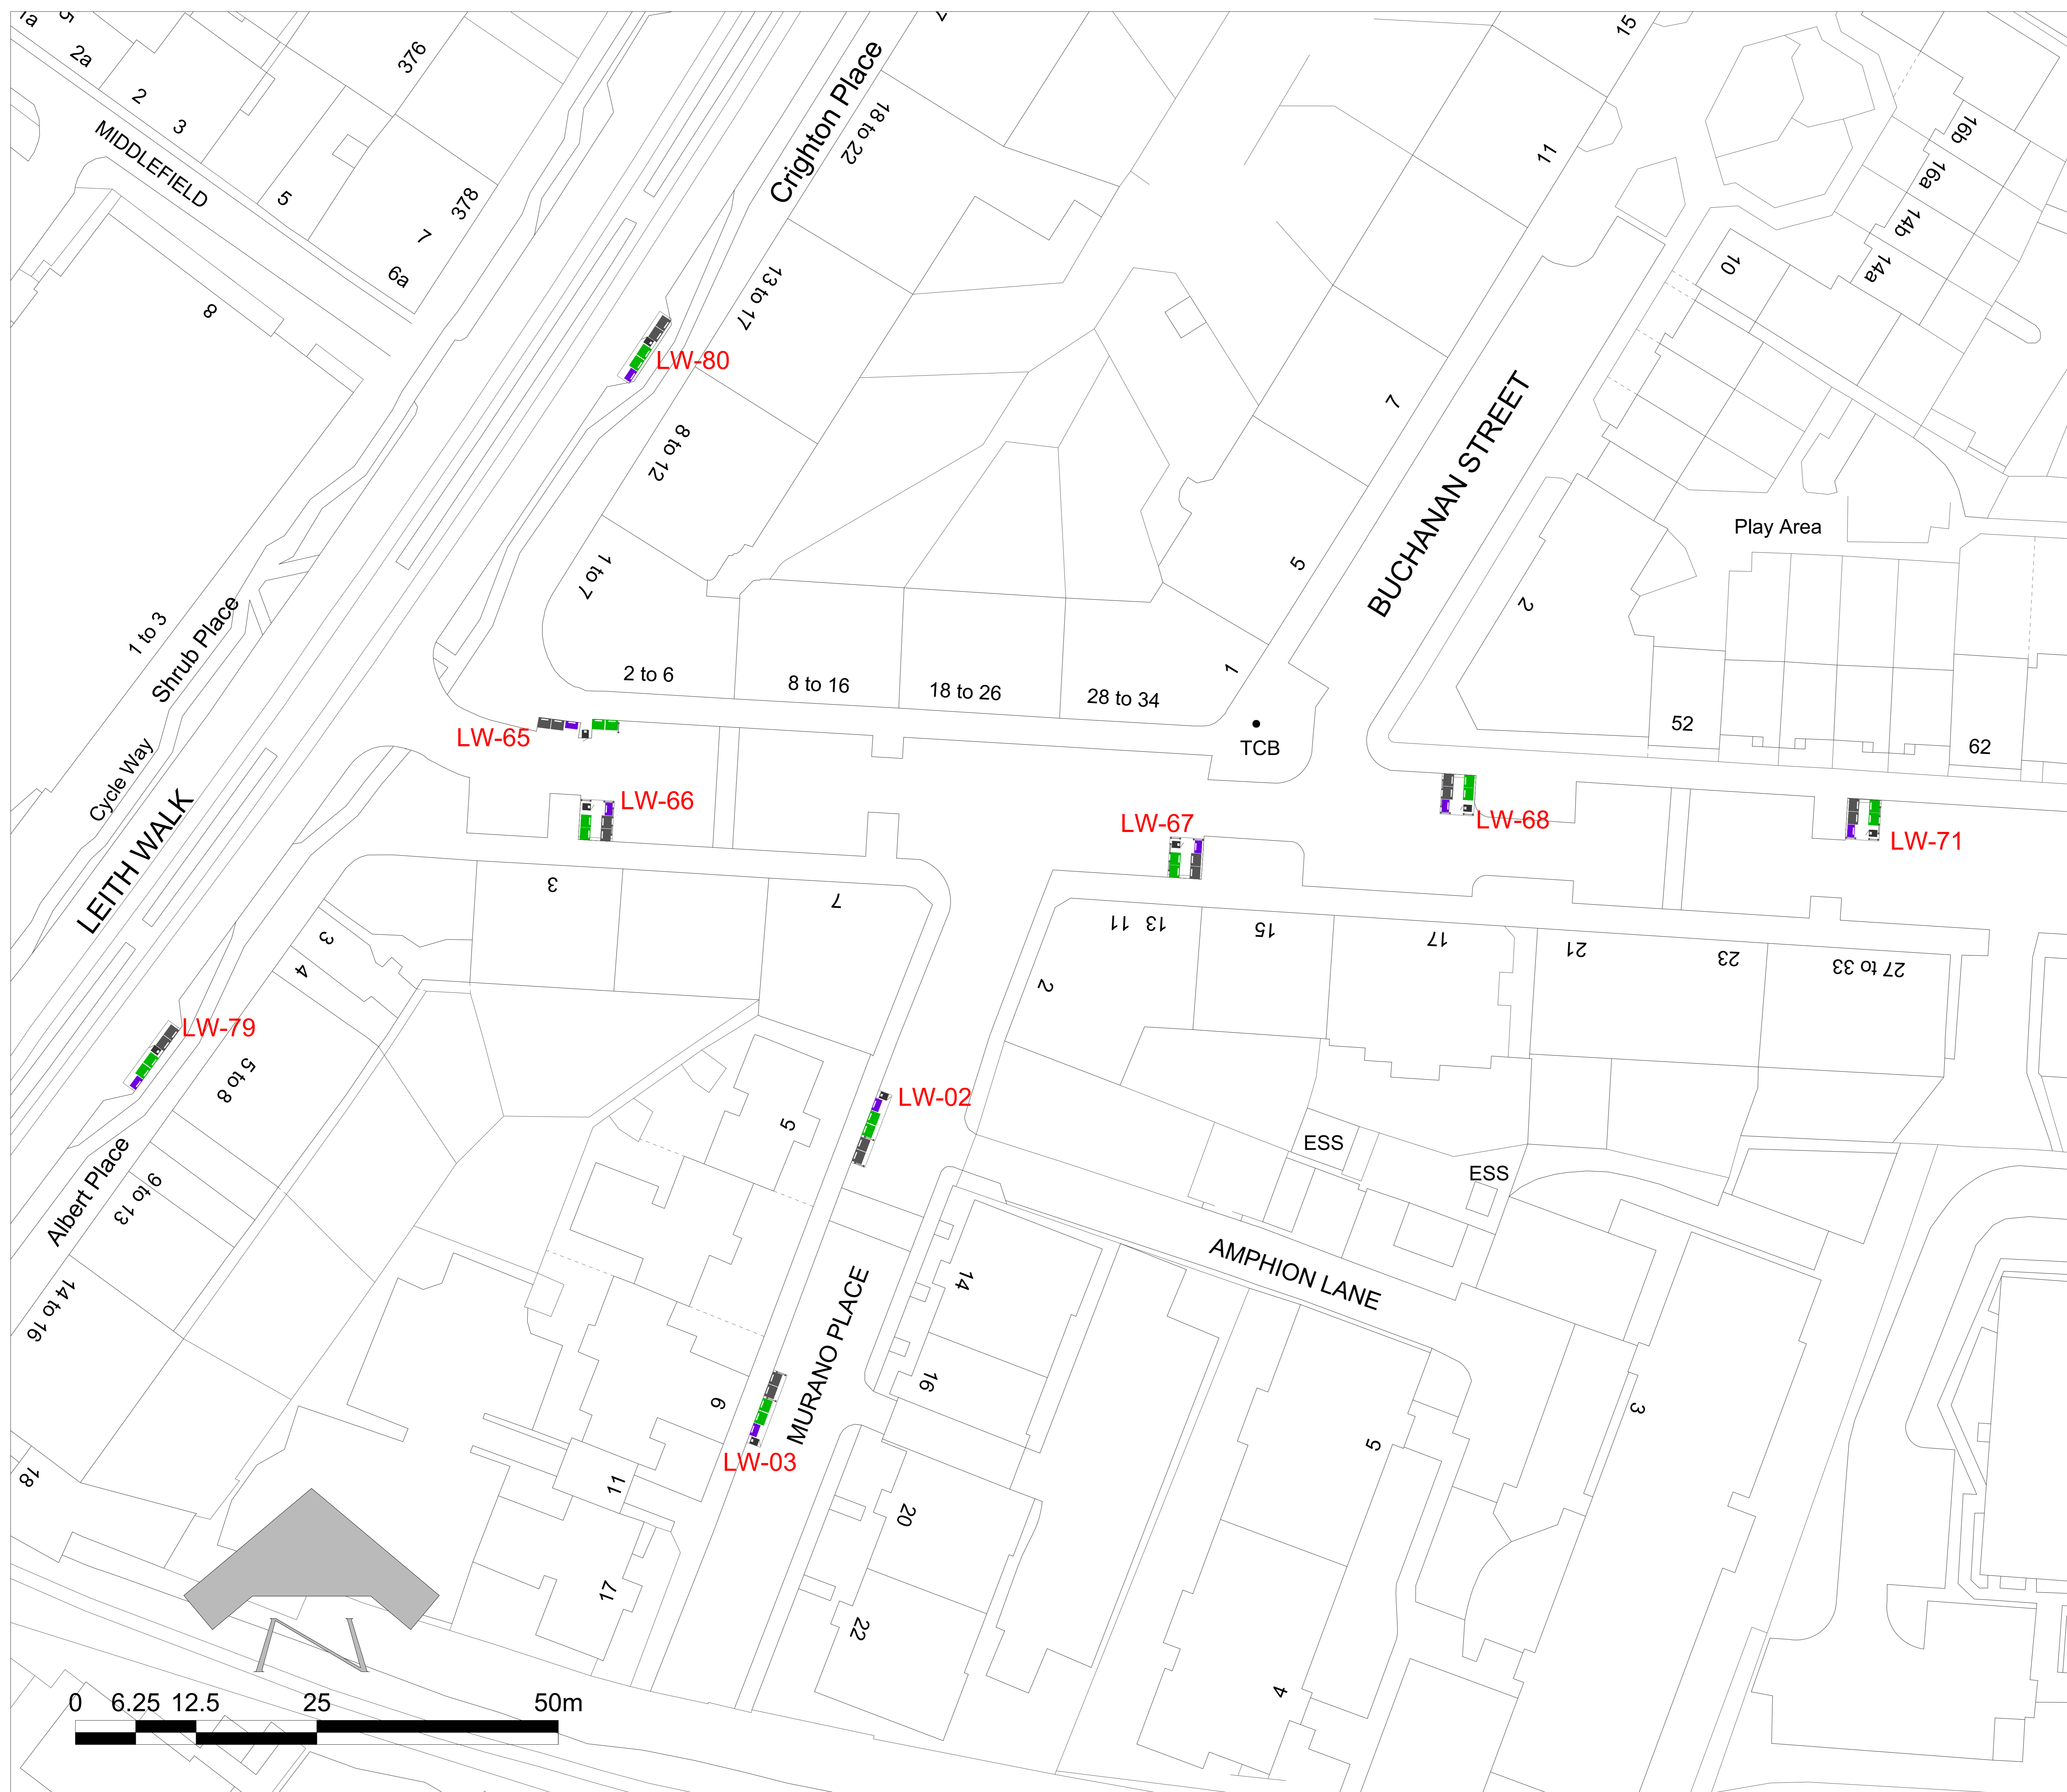 1a
2a
2
3
MIDDLEFIELD
5
376
378
7
6a
8
Crighton Place
18 to 22
13 to 17
8 to 12
1 to 7
LW-80
15
11
7
5
1
BUCHANAN STREET
16b
16a
14b
14a
10
Play Area
2
52
62
1 to 3
Shrub Place
Cycle Way
LEITH WALK
2 to 6
8 to 16
18 to 26
28 to 34
TCB
LW-65
LW-66
LW-67
LW-68
LW-71
3
7
11
13
15
17
21
23
27 to 33
2
3
4
LW-79
5 to 8
Albert Place
9 to 13
14 to 16
18
5
LW-02
ESS
ESS
AMPHION LANE
14
16
MURANO PLACE
6
LW-03
11
17
20
22
5
3
4
N
0 6.25 12.5 25 50m